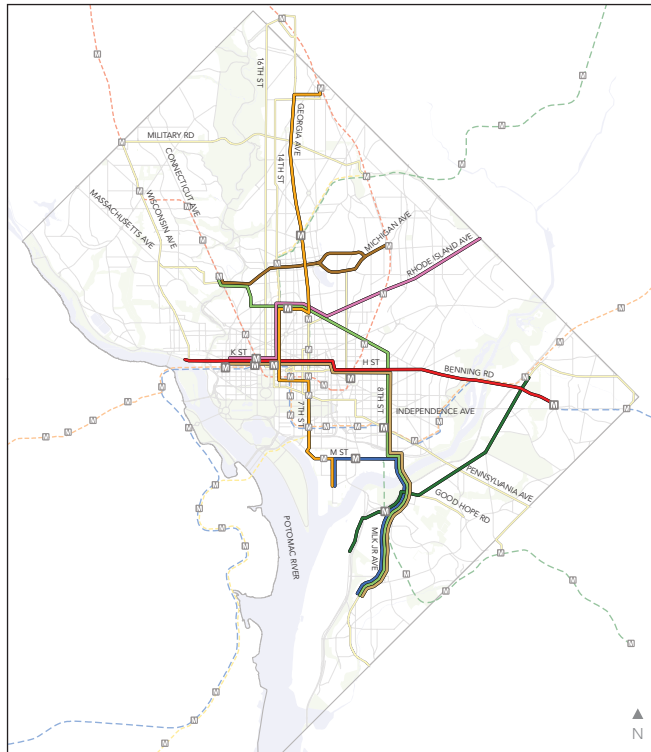 16TH ST
GEORGIA AVE
MILITARY RD
14TH ST
CONNECTICUT AVE
WISCONSIN AVE
MASSACHUSETTS AVE
MICHIGAN AVE
RHODE ISLAND AVE
K ST
H ST
BENNING RD
8TH ST
INDEPENDENCE AVE
7TH ST
M ST
PENNSYLVANIA AVE
GOOD HOPE RD
POTOMAC RIVER
MLK JR AVE
N